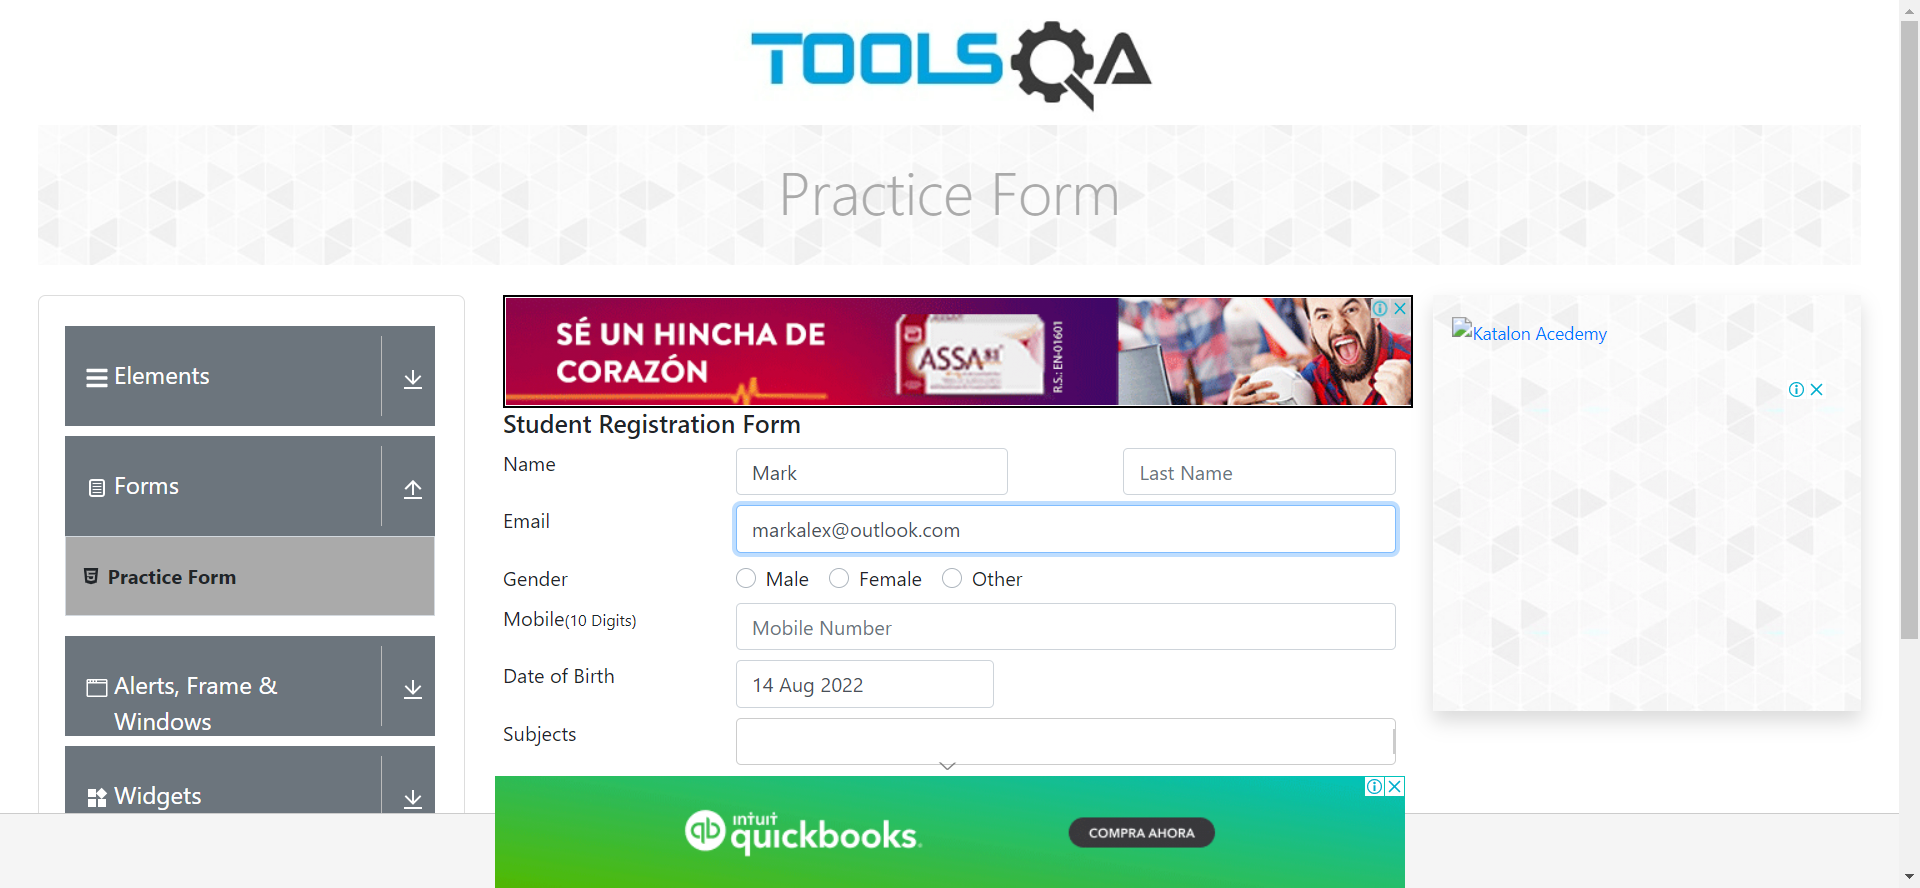 TOOLSQA
Practice Form
Elements
Forms
Practice Form
Alerts, Frame &
Windows
Widgets
SÉ UN HINCHA DE
CORAZÓN
ASSA 81
R.S.: EN-01601
Student Registration Form
Name
Mark
Last Name
Email
markalex@outlook.com
Gender
Male
Female
Other
Mobile(10 Digits)
Mobile Number
Date of Birth
14 Aug 2022
Subjects
Katalon Acedemy
qb
intuit
quickbooks.
COMPRA AHORA